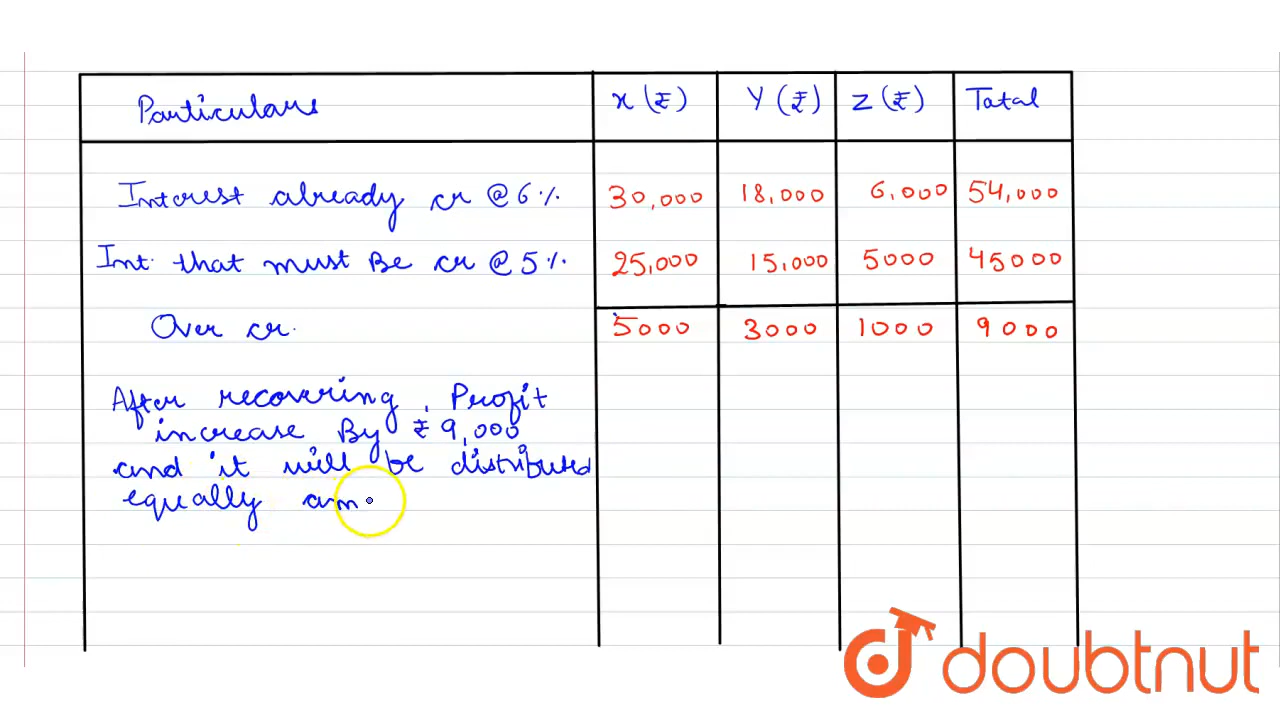 Particulars X (₹) Y (₹) Z (₹) Total
Interest already cr @ 6% 30,000 18,000 6,000 54,000
Int. that must Be cr @ 5% 25,000 15,000 5000 45000
Over cr. 5000 3000 1000 9000
After recovering, Profit
increase By ₹ 9,000
and it will be distributed
equally am
doubtnut